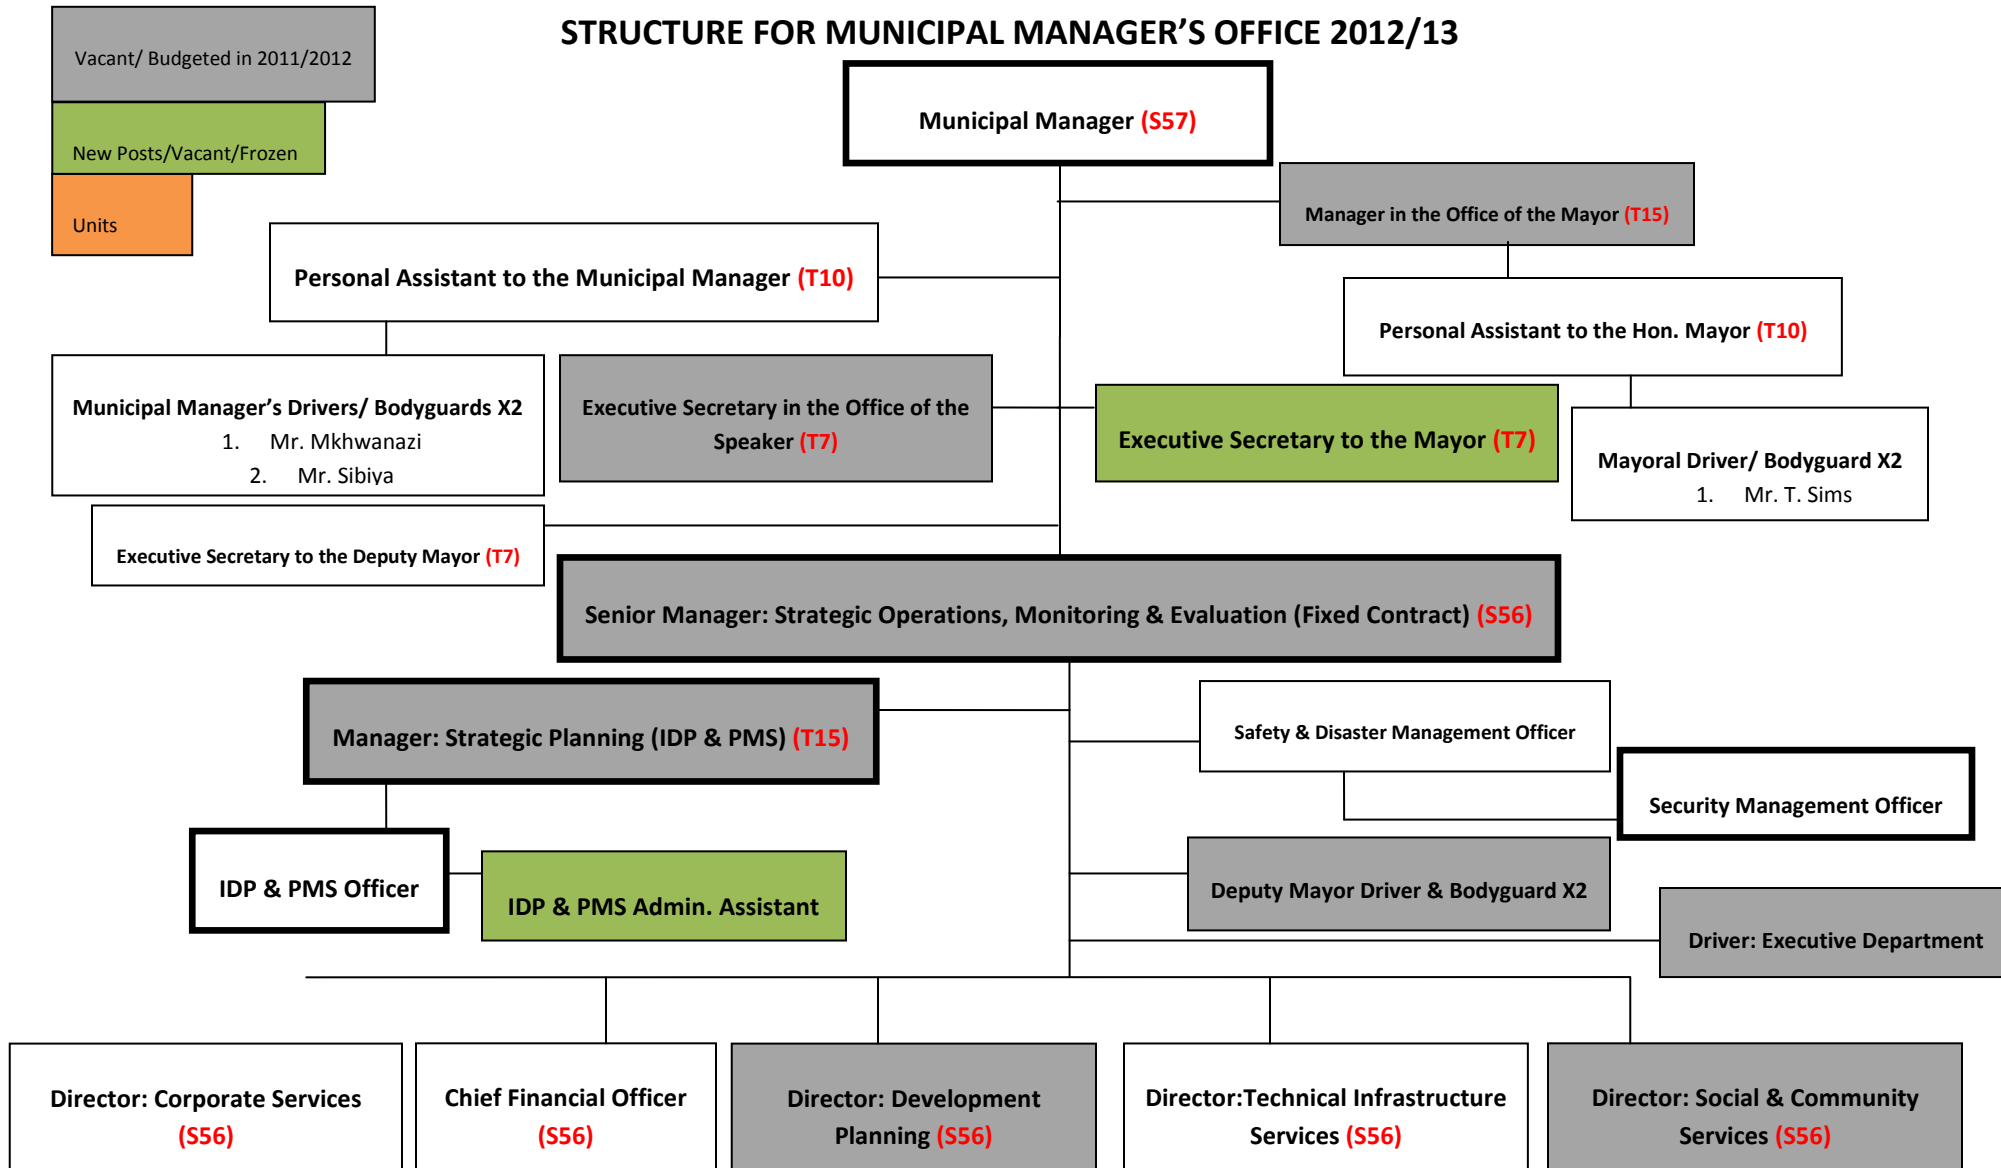 STRUCTURE FOR MUNICIPAL MANAGER’S OFFICE 2012/13
Vacant/ Budgeted in 2011/2012
New Posts/Vacant/Frozen
Units
Municipal Manager (S57)
Manager in the Office of the Mayor (T15)
Personal Assistant to the Municipal Manager (T10)
Personal Assistant to the Hon. Mayor (T10)
Municipal Manager’s Drivers/ Bodyguards X2
1. Mr. Mkhwanazi
2. Mr. Sibiya
Executive Secretary in the Office of the
Speaker (T7)
Executive Secretary to the Mayor (T7)
Mayoral Driver/ Bodyguard X2
1. Mr. T. Sims
Executive Secretary to the Deputy Mayor (T7)
Senior Manager: Strategic Operations, Monitoring & Evaluation (Fixed Contract) (S56)
Manager: Strategic Planning (IDP & PMS) (T15)
Safety & Disaster Management Officer
Security Management Officer
IDP & PMS Officer
IDP & PMS Admin. Assistant
Deputy Mayor Driver & Bodyguard X2
Driver: Executive Department
Director: Corporate Services
(S56)
Chief Financial Officer
(S56)
Director: Development
Planning (S56)
Director:Technical Infrastructure
Services (S56)
Director: Social & Community
Services (S56)